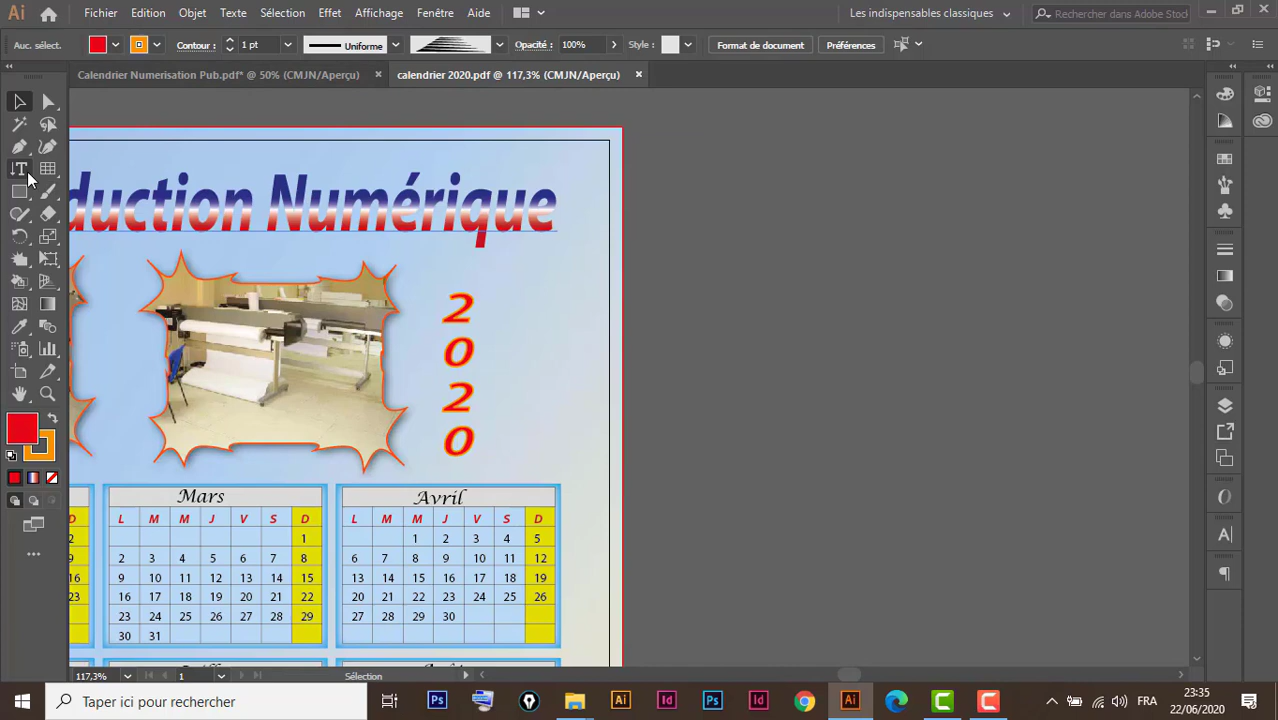 Ai Fichier Edition Objet Texte Sélection Effet Affichage Fenêtre Aide Les indispensables classiques Rechercher dans Adobe Stock
Auc. sélect. Contour : 1 pt Uniforme Opacité : 100% Style : Format de document Préférences
Calendrier Numerisation Pub.pdf* @ 50% (CMJN/Aperçu) × calendrier 2020.pdf @ 117,3% (CMJN/Aperçu) ×
duction Numérique
2
0
2
0
Mars
L M M J V S D
1
2 3 4 5 6 7 8
9 10 11 12 13 14 15
16 17 18 19 20 21 22
23 24 25 26 27 28 29
30 31
Avril
L M M J V S D
1 2 3 4 5
6 7 8 9 10 11 12
13 14 15 16 17 18 19
20 21 22 23 24 25 26
27 28 29 30
D
2
9
16
23
117,3% 1 Sélection
Taper ici pour rechercher
FRA
23:35
22/06/2020